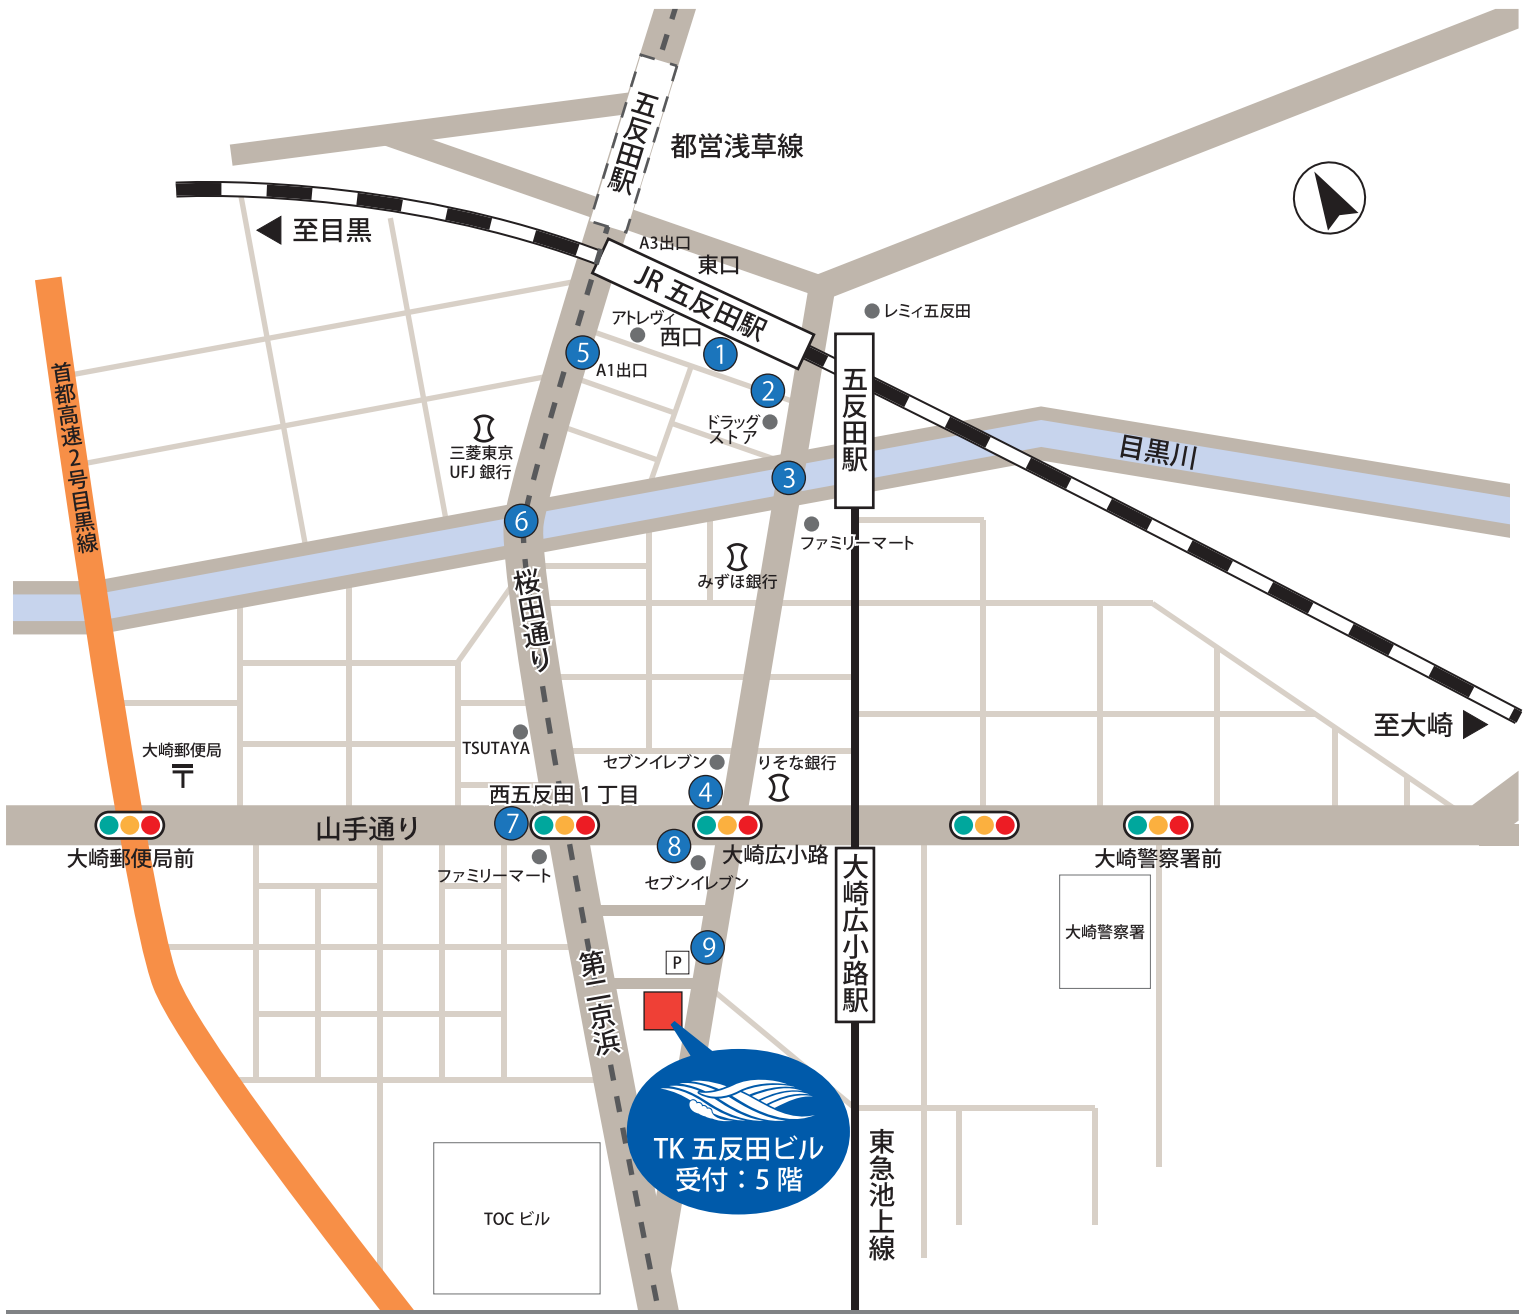 五反田駅
都営浅草線
至目黒
A3出口
東口
JR 五反田駅
アトレヴィ
西口
レミィ五反田
1
5
A1出口
2
五反田駅
首都高速2号目黒線
ドラッグ
ストア
三菱東京
UFJ 銀行
目黒川
3
6
ファミリーマート
みずほ銀行
桜田通り
至大崎
TSUTAYA
大崎郵便局
〒
セブンイレブン
りそな銀行
西五反田 1 丁目
4
7
山手通り
8
大崎郵便局前
大崎広小路
大崎警察署前
ファミリーマート
セブンイレブン
大崎広小路駅
大崎警察署
9
P
第二京浜
TK 五反田ビル
受付：5 階
東急池上線
TOC ビル